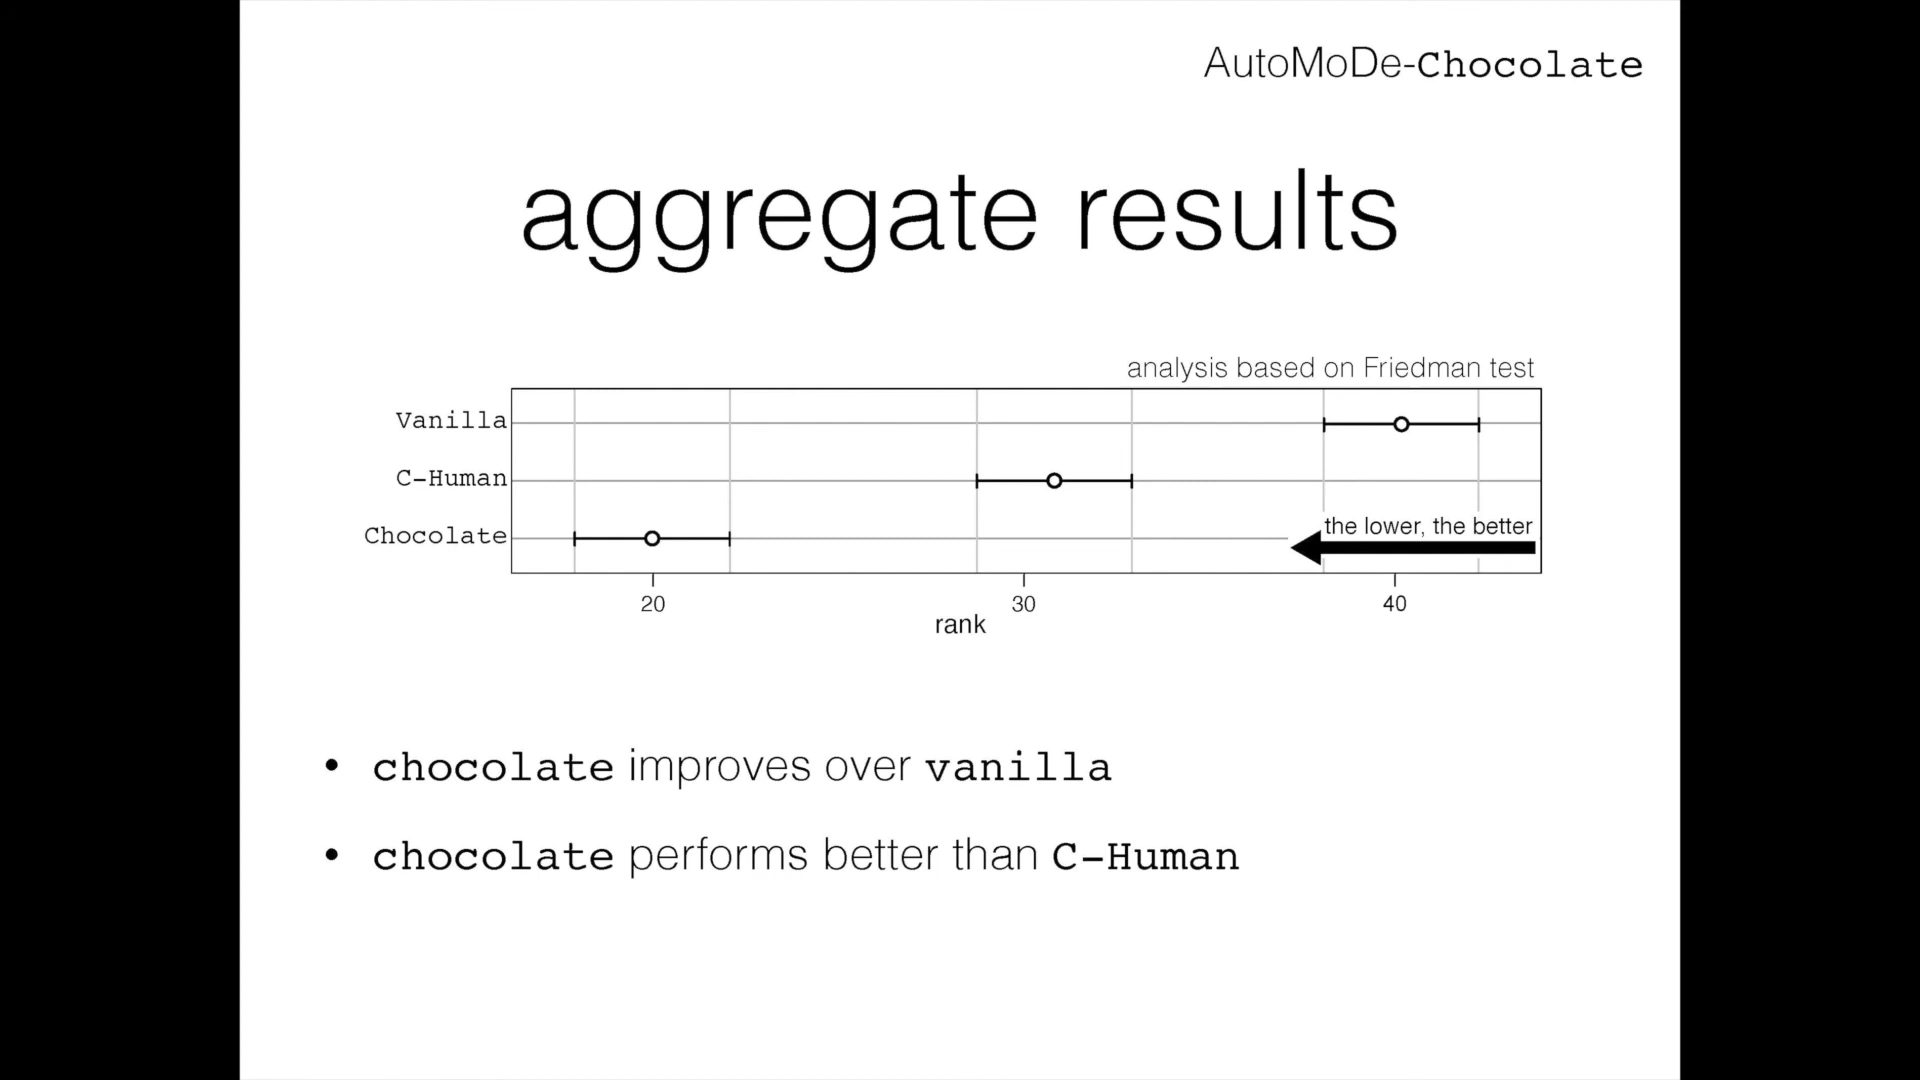 AutoMoDe-Chocolate
aggregate results
analysis based on Friedman test
Vanilla
C-Human
Chocolate
the lower, the better
20 30 40
rank
• chocolate improves over vanilla
• chocolate performs better than C-Human